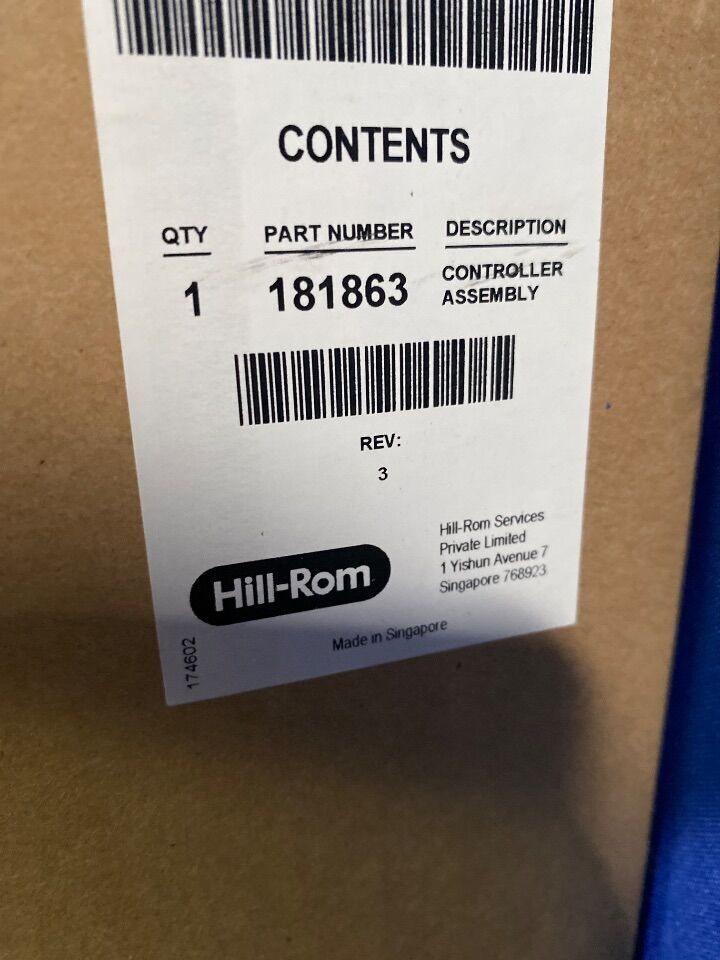 CONTENTS
QTY PART NUMBER DESCRIPTION
1 181863 CONTROLLER
ASSEMBLY
REV:
3
Hill-Rom Services
Private Limited
1 Yishun Avenue 7
Singapore 768923
Hill-Rom
Made in Singapore
174602